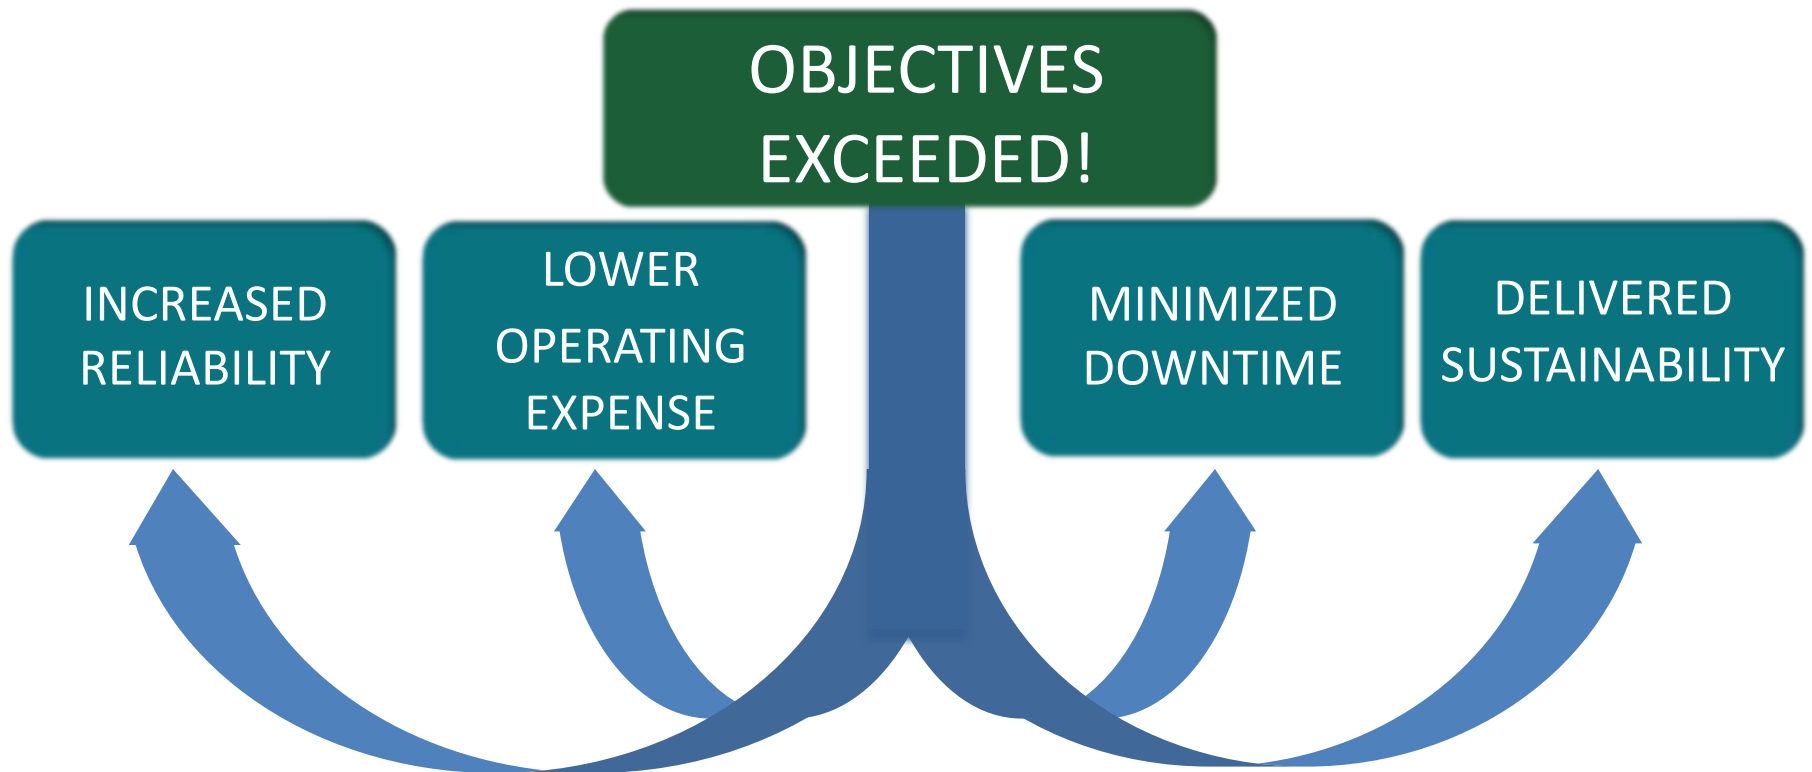 OBJECTIVES
EXCEEDED!
INCREASED
RELIABILITY
LOWER
OPERATING
EXPENSE
MINIMIZED
DOWNTIME
DELIVERED
SUSTAINABILITY